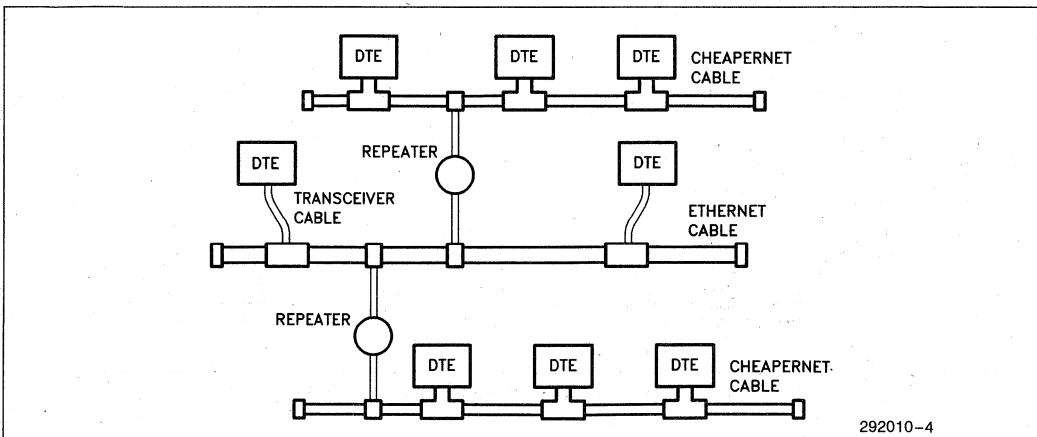 DTE
DTE
DTE
CHEAPERNET
CABLE
REPEATER
DTE
DTE
TRANSCEIVER
CABLE
ETHERNET
CABLE
REPEATER
DTE
DTE
DTE
CHEAPERNET
CABLE
292010-4